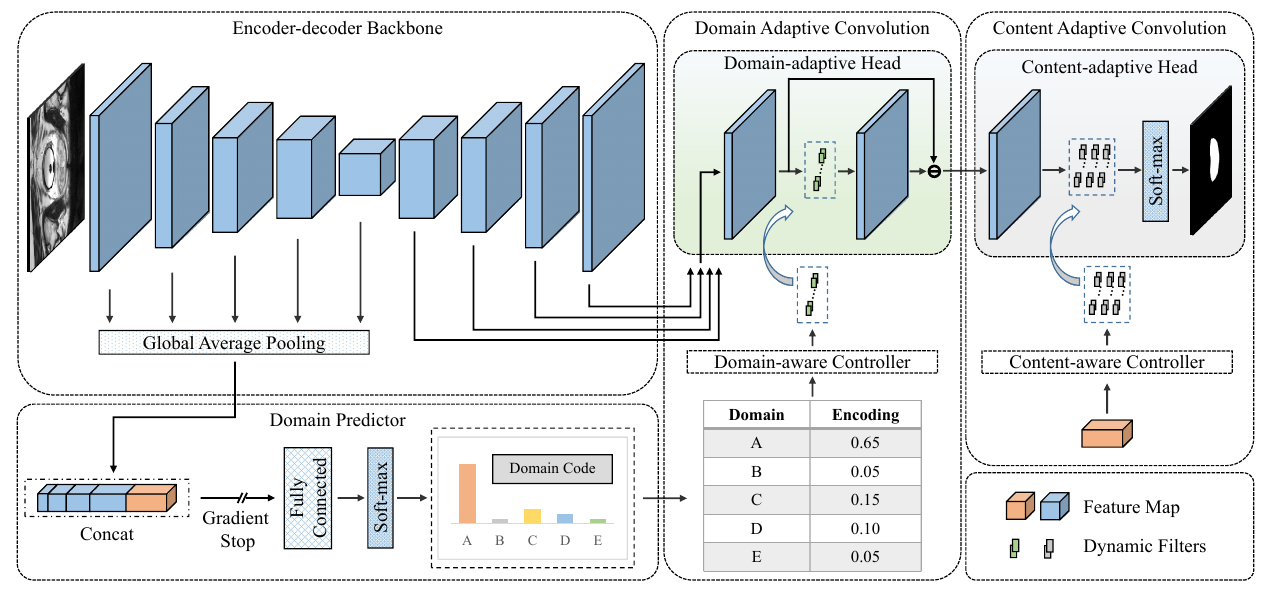 Encoder-decoder Backbone
Global Average Pooling
Domain Predictor
Concat
Gradient
Stop
Fully
Connected
Soft-max
Domain Code
A B C D E
Domain Adaptive Convolution
Domain-adaptive Head
Domain-aware Controller
Domain Encoding
A 0.65
B 0.05
C 0.15
D 0.10
E 0.05
Content Adaptive Convolution
Content-adaptive Head
Soft-max
Content-aware Controller
Feature Map
Dynamic Filters